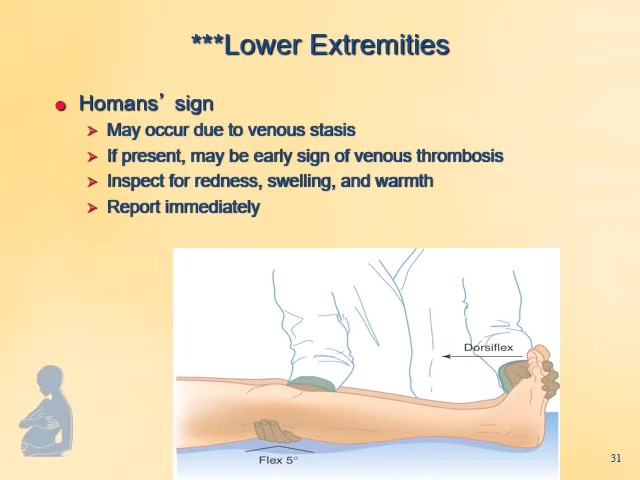 ***Lower Extremities
Homans’ sign
May occur due to venous stasis
If present, may be early sign of venous thrombosis
Inspect for redness, swelling, and warmth
Report immediately
Dorsiflex
Flex 5°
31